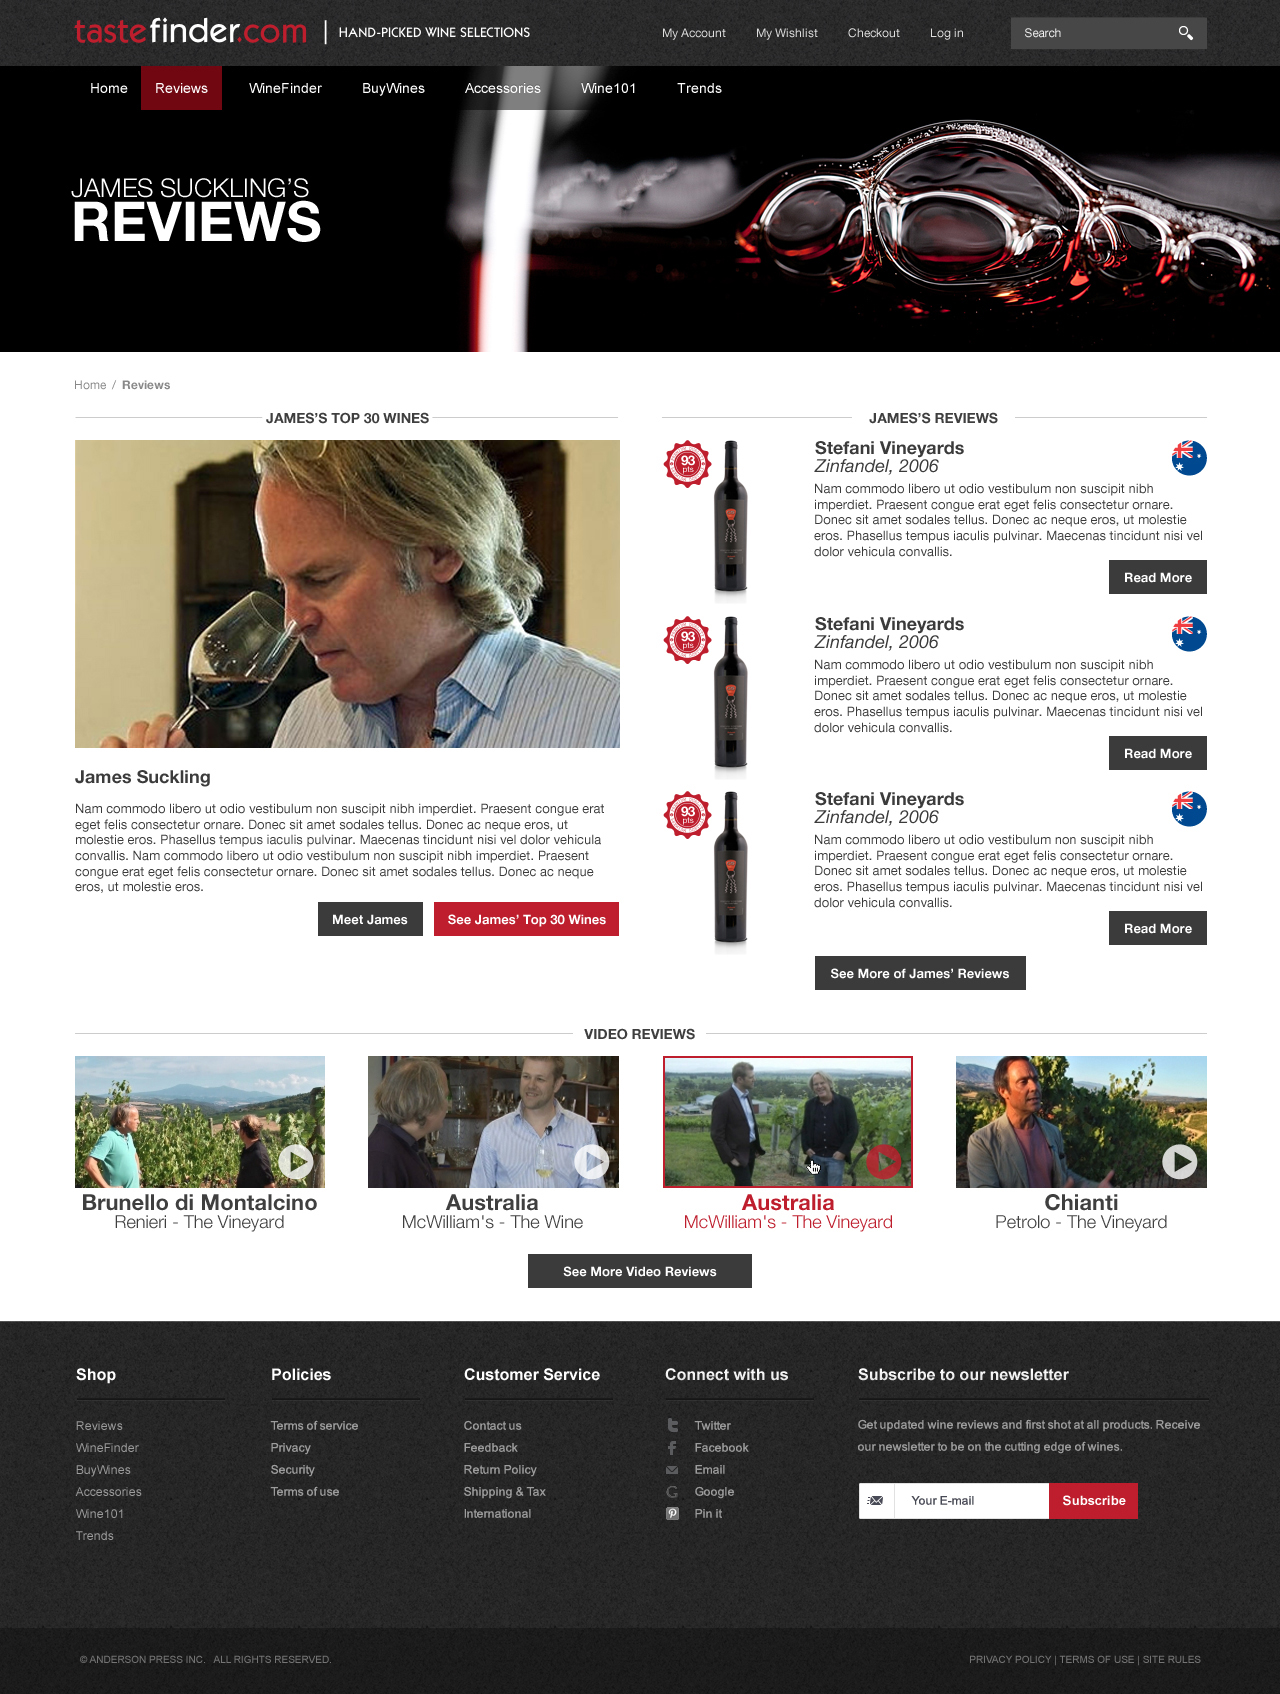 tastefinder.com | HAND-PICKED WINE SELECTIONS
My Account
My Wishlist
Checkout
Log in
Search
Home
Reviews
WineFinder
BuyWines
Accessories
Wine101
Trends
JAMES SUCKLING'S
REVIEWS
Home / Reviews
JAMES'S TOP 30 WINES
James Suckling
Nam commodo libero ut odio vestibulum non suscipit nibh imperdiet. Praesent congue erat
eget felis consectetur ornare. Donec sit amet sodales tellus. Donec ac neque eros, ut
molestie eros. Phasellus tempus iaculis pulvinar. Maecenas tincidunt nisi vel dolor vehicula
convallis. Nam commodo libero ut odio vestibulum non suscipit nibh imperdiet. Praesent
congue erat eget felis consectetur ornare. Donec sit amet sodales tellus. Donec ac neque
eros, ut molestie eros.
Meet James
See James' Top 30 Wines
JAMES'S REVIEWS
93
pts
Stefani Vineyards
Zinfandel, 2006
Nam commodo libero ut odio vestibulum non suscipit nibh
imperdiet. Praesent congue erat eget felis consectetur ornare.
Donec sit amet sodales tellus. Donec ac neque eros, ut molestie
eros. Phasellus tempus iaculis pulvinar. Maecenas tincidunt nisi vel
dolor vehicula convallis.
Read More
93
pts
Stefani Vineyards
Zinfandel, 2006
Nam commodo libero ut odio vestibulum non suscipit nibh
imperdiet. Praesent congue erat eget felis consectetur ornare.
Donec sit amet sodales tellus. Donec ac neque eros, ut molestie
eros. Phasellus tempus iaculis pulvinar. Maecenas tincidunt nisi vel
dolor vehicula convallis.
Read More
93
pts
Stefani Vineyards
Zinfandel, 2006
Nam commodo libero ut odio vestibulum non suscipit nibh
imperdiet. Praesent congue erat eget felis consectetur ornare.
Donec sit amet sodales tellus. Donec ac neque eros, ut molestie
eros. Phasellus tempus iaculis pulvinar. Maecenas tincidunt nisi vel
dolor vehicula convallis.
Read More
See More of James' Reviews
VIDEO REVIEWS
Brunello di Montalcino
Renieri - The Vineyard
Australia
McWilliam's - The Wine
Australia
McWilliam's - The Vineyard
Chianti
Petrolo - The Vineyard
See More Video Reviews
Shop
Reviews
WineFinder
BuyWines
Accessories
Wine101
Trends
Policies
Terms of service
Privacy
Security
Terms of use
Customer Service
Contact us
Feedback
Return Policy
Shipping & Tax
International
Connect with us
Twitter
Facebook
Email
Google
Pin it
Subscribe to our newsletter
Get updated wine reviews and first shot at all products. Receive
our newsletter to be on the cutting edge of wines.
Your E-mail
Subscribe
© ANDERSON PRESS INC. ALL RIGHTS RESERVED.
PRIVACY POLICY | TERMS OF USE | SITE RULES